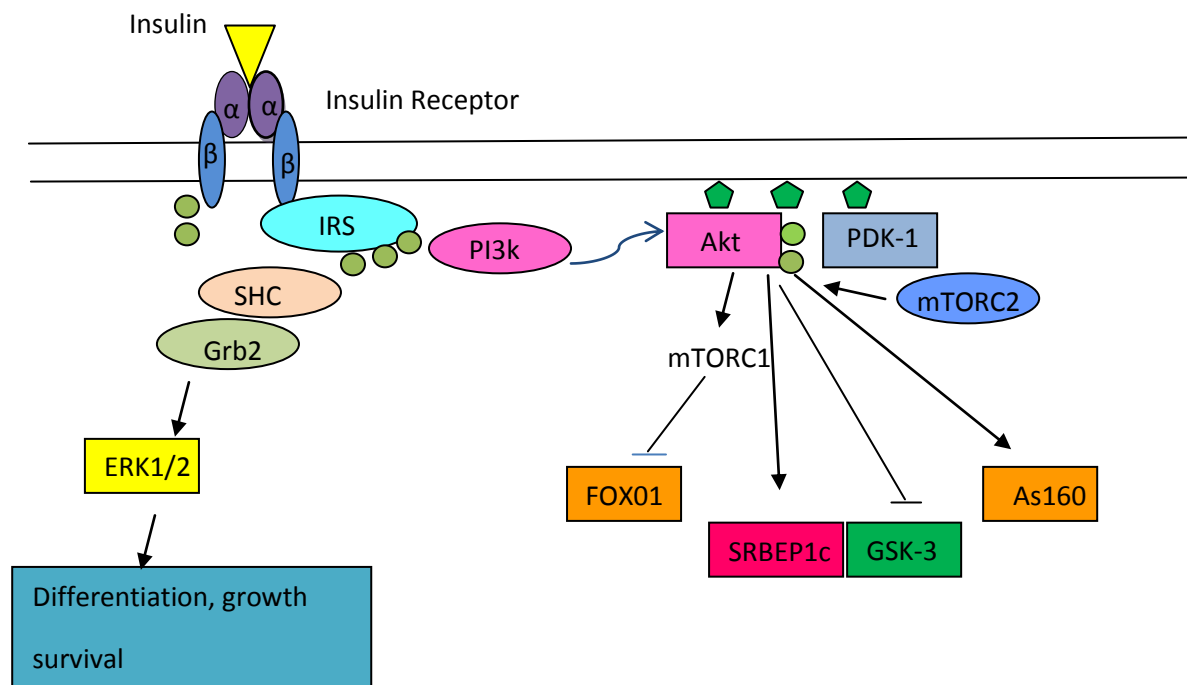 Insulin
α α
Insulin Receptor
β
β
IRS
PI3k
Akt
PDK-1
SHC
mTORC2
Grb2
mTORC1
ERK1/2
FOX01
As160
SRBEP1c
GSK-3
Differentiation, growth
survival